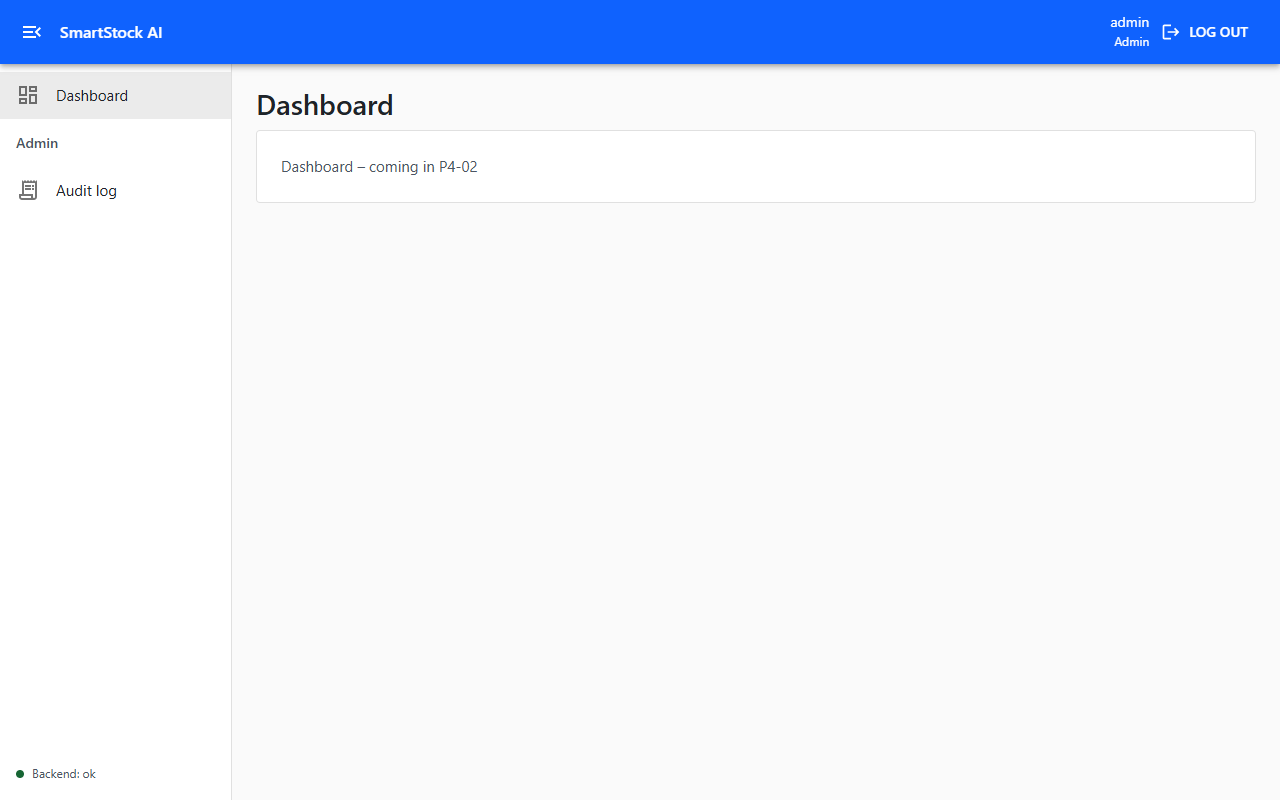 SmartStock AI
admin
Admin
LOG OUT
Dashboard
Admin
Audit log
Backend: ok
Dashboard
Dashboard – coming in P4-02